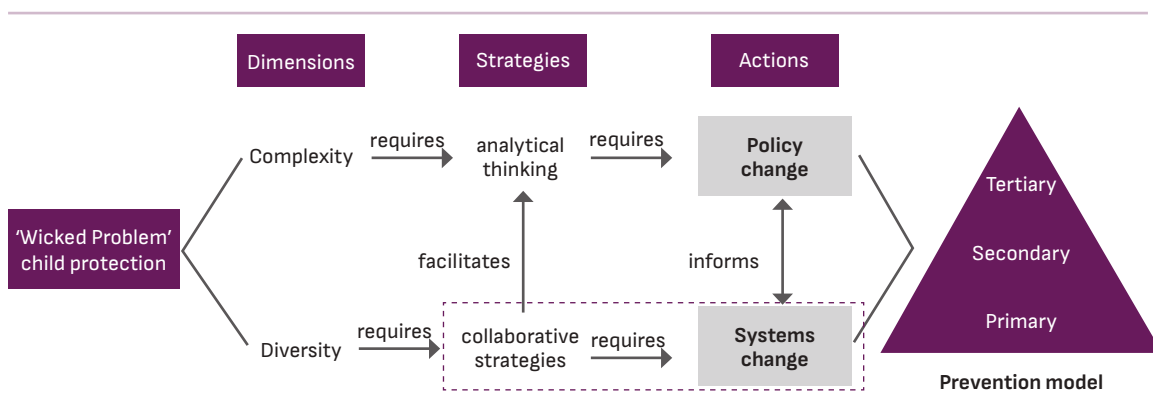 Dimensions
Strategies
Actions
Complexity
requires
analytical
thinking
requires
Policy
change
'Wicked Problem'
child protection
facilitates
informs
Diversity
requires
collaborative
strategies
requires
Systems
change
Tertiary
Secondary
Primary
Prevention model